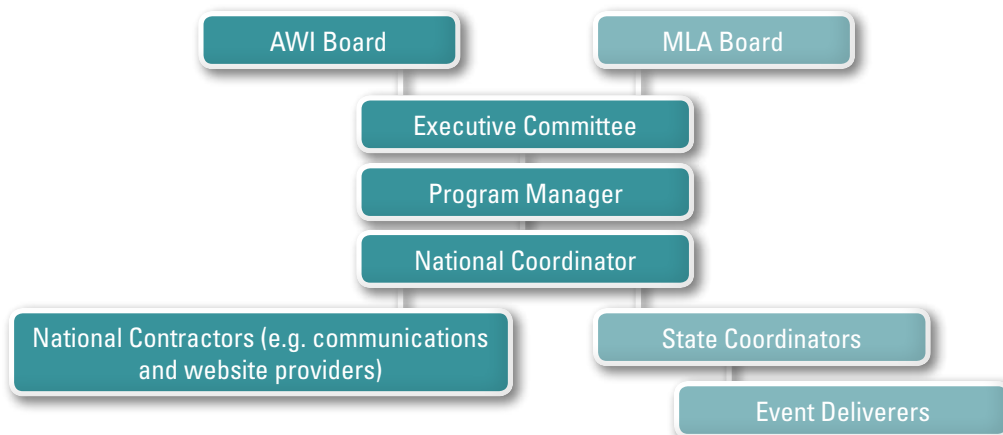 AWI Board
MLA Board
Executive Committee
Program Manager
National Coordinator
National Contractors (e.g. communications
and website providers)
State Coordinators
Event Deliverers